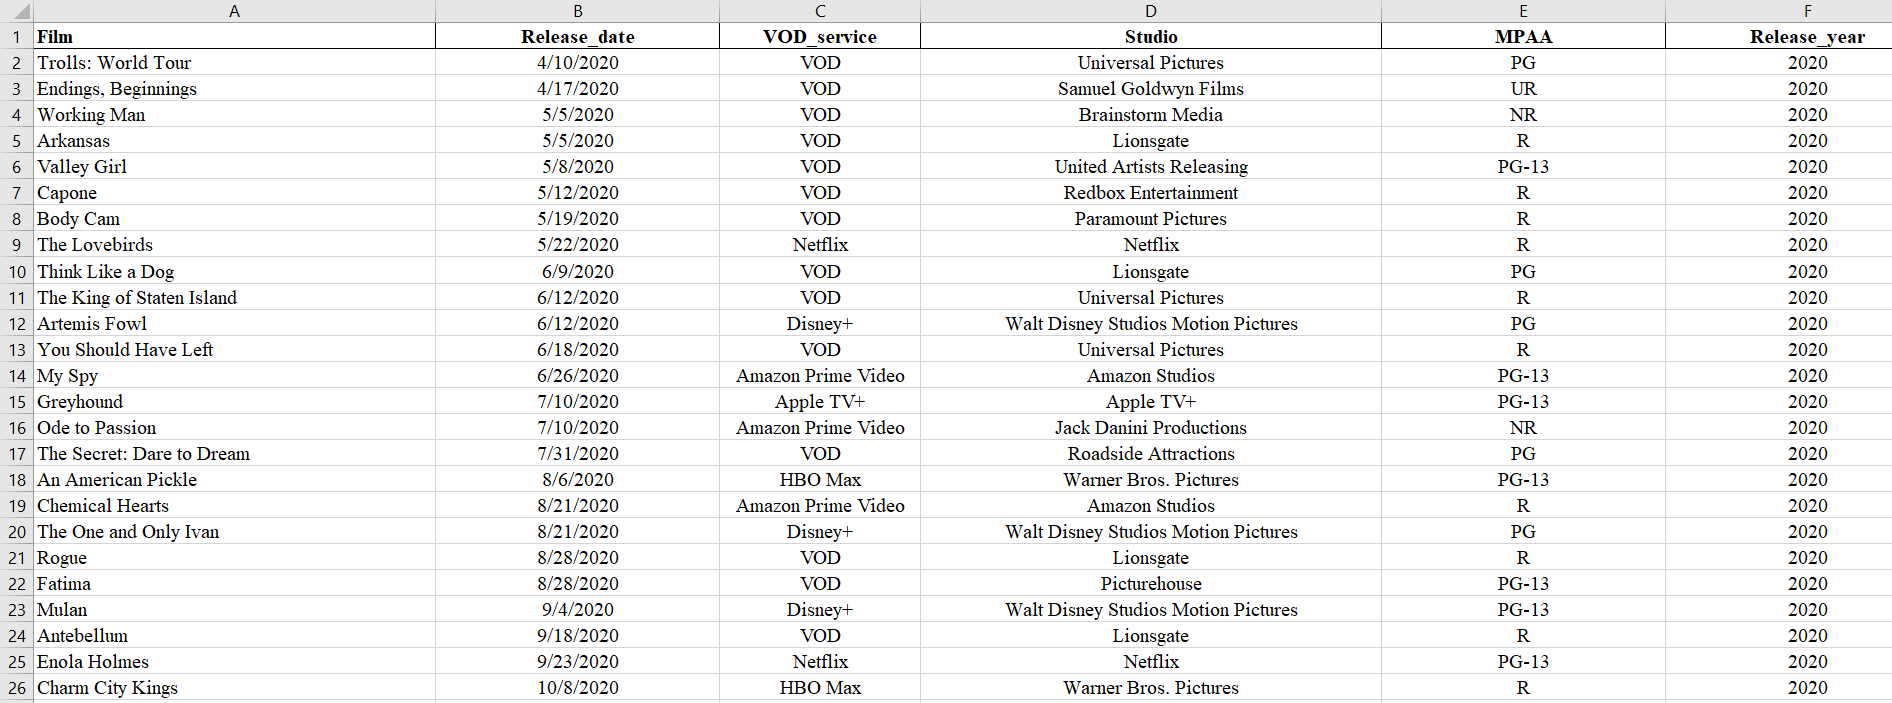 A B C D E F
1 Film Release_date VOD_service Studio MPAA Release_year
2 Trolls: World Tour 4/10/2020 VOD Universal Pictures PG 2020
3 Endings, Beginnings 4/17/2020 VOD Samuel Goldwyn Films UR 2020
4 Working Man 5/5/2020 VOD Brainstorm Media NR 2020
5 Arkansas 5/5/2020 VOD Lionsgate R 2020
6 Valley Girl 5/8/2020 VOD United Artists Releasing PG-13 2020
7 Capone 5/12/2020 VOD Redbox Entertainment R 2020
8 Body Cam 5/19/2020 VOD Paramount Pictures R 2020
9 The Lovebirds 5/22/2020 Netflix Netflix R 2020
10 Think Like a Dog 6/9/2020 VOD Lionsgate PG 2020
11 The King of Staten Island 6/12/2020 VOD Universal Pictures R 2020
12 Artemis Fowl 6/12/2020 Disney+ Walt Disney Studios Motion Pictures PG 2020
13 You Should Have Left 6/18/2020 VOD Universal Pictures R 2020
14 My Spy 6/26/2020 Amazon Prime Video Amazon Studios PG-13 2020
15 Greyhound 7/10/2020 Apple TV+ Apple TV+ PG-13 2020
16 Ode to Passion 7/10/2020 Amazon Prime Video Jack Danini Productions NR 2020
17 The Secret: Dare to Dream 7/31/2020 VOD Roadside Attractions PG 2020
18 An American Pickle 8/6/2020 HBO Max Warner Bros. Pictures PG-13 2020
19 Chemical Hearts 8/21/2020 Amazon Prime Video Amazon Studios R 2020
20 The One and Only Ivan 8/21/2020 Disney+ Walt Disney Studios Motion Pictures PG 2020
21 Rogue 8/28/2020 VOD Lionsgate R 2020
22 Fatima 8/28/2020 VOD Picturehouse PG-13 2020
23 Mulan 9/4/2020 Disney+ Walt Disney Studios Motion Pictures PG-13 2020
24 Antebellum 9/18/2020 VOD Lionsgate R 2020
25 Enola Holmes 9/23/2020 Netflix Netflix PG-13 2020
26 Charm City Kings 10/8/2020 HBO Max Warner Bros. Pictures R 2020